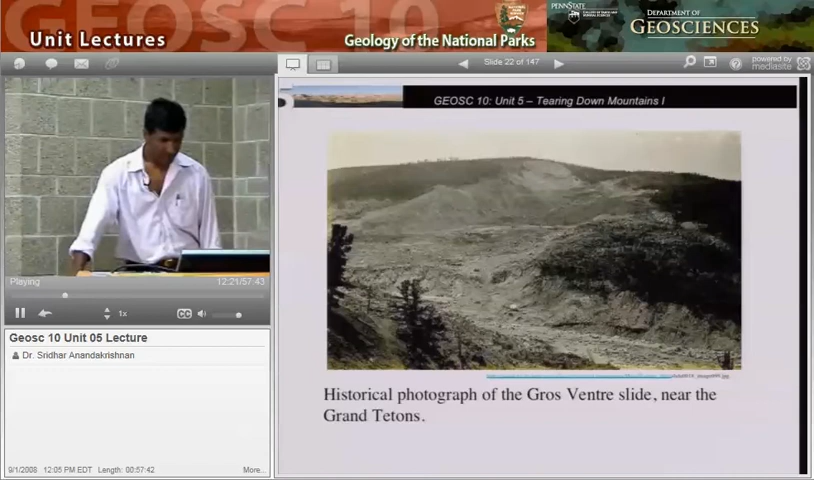 GEOSC 10
Unit Lectures
Geology of the National Parks
PENNSTATE
DEPARTMENT OF
GEOSCIENCES
Slide 22 of 147
powered by
mediasite
GEOSC 10: Unit 5 – Tearing Down Mountains I
Playing
12:21/57:43
1x
CC
Geosc 10 Unit 05 Lecture
Dr. Sridhar Anandakrishnan
9/1/2008 12:05 PM EDT Length: 00:57:42
More...
Historical photograph of the Gros Ventre slide, near the
Grand Tetons.